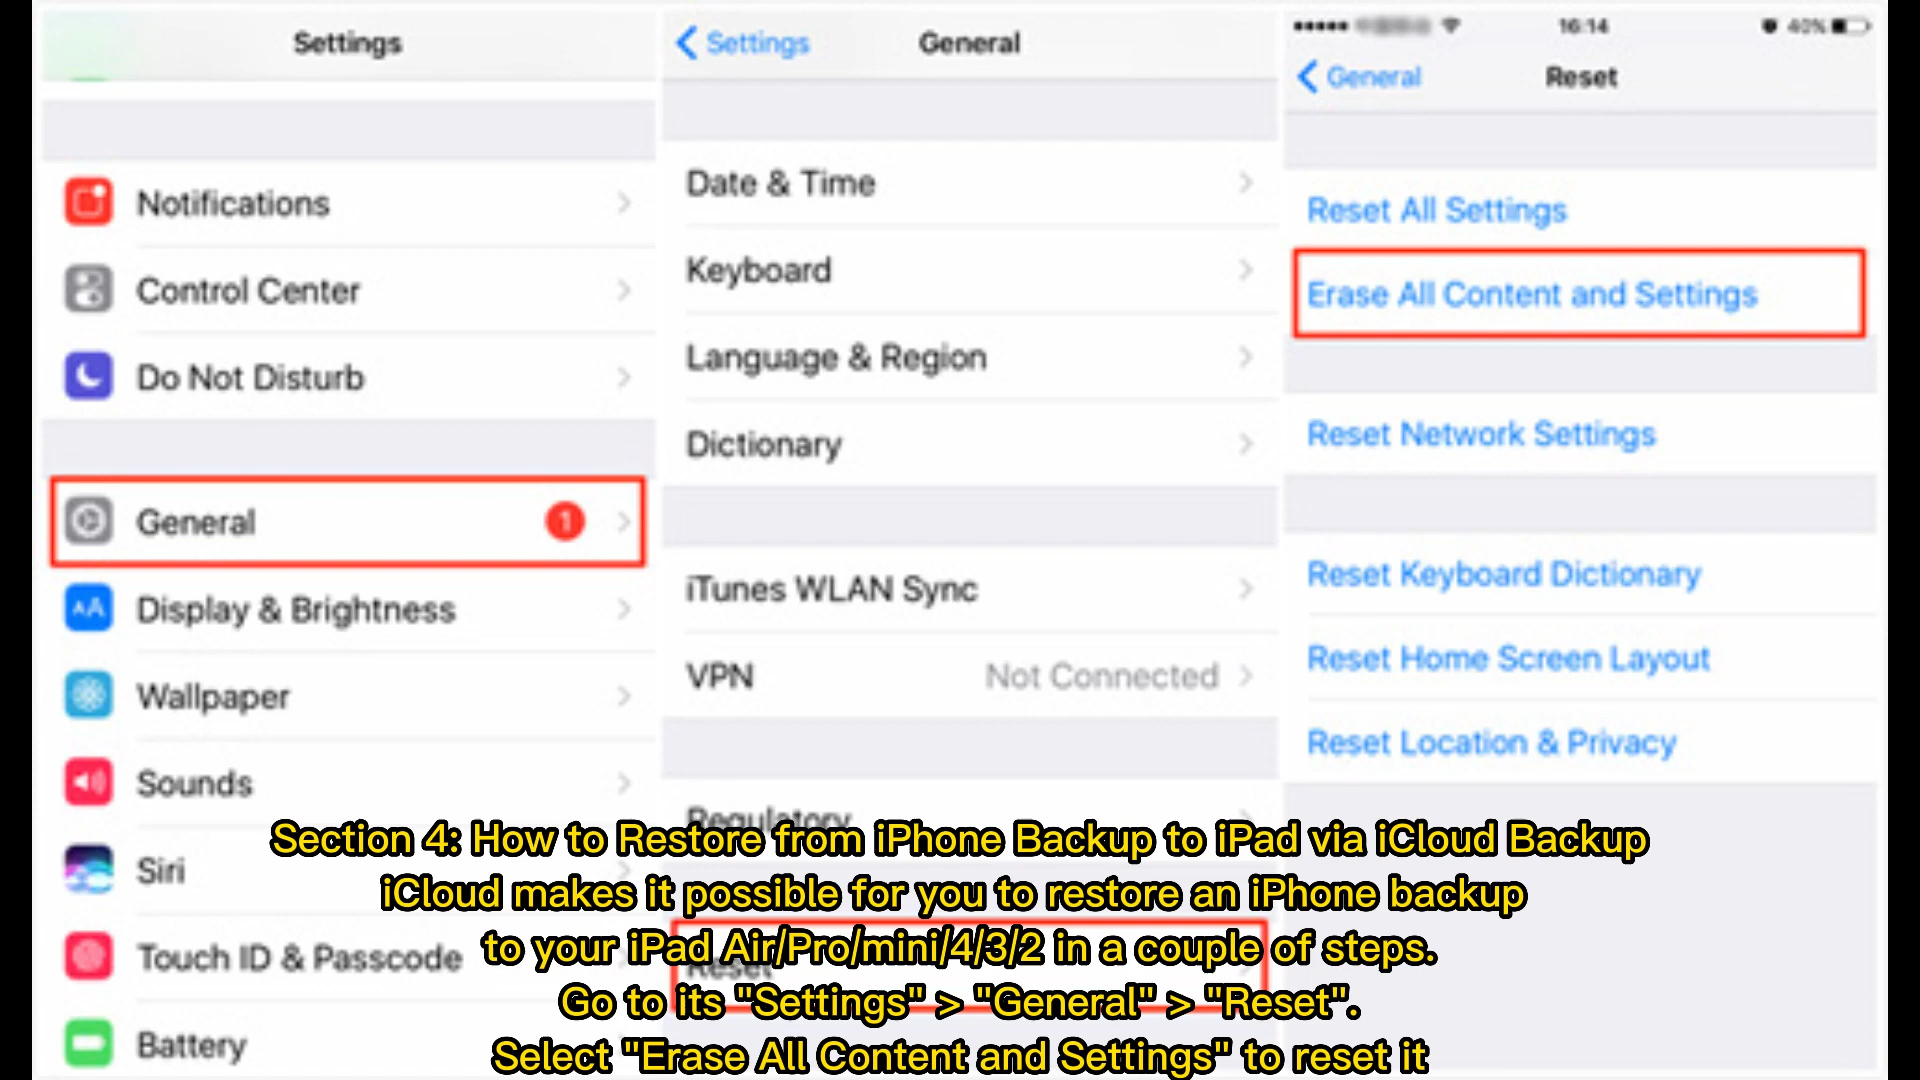 Settings
Notifications
Control Center
Do Not Disturb
General 1
AA Display & Brightness
Wallpaper
Sounds
Siri
Touch ID & Passcode
Battery
Settings General
Date & Time
Keyboard
Language & Region
Dictionary
iTunes WLAN Sync
VPN Not Connected
Regulatory
Reset
16:14 40%
General Reset
Reset All Settings
Erase All Content and Settings
Reset Network Settings
Reset Keyboard Dictionary
Reset Home Screen Layout
Reset Location & Privacy
Section 4: How to Restore from iPhone Backup to iPad via iCloud Backup
iCloud makes it possible for you to restore an iPhone backup
to your iPad Air/Pro/mini/4/3/2 in a couple of steps.
Go to its "Settings" > "General" > "Reset".
Select "Erase All Content and Settings" to reset it